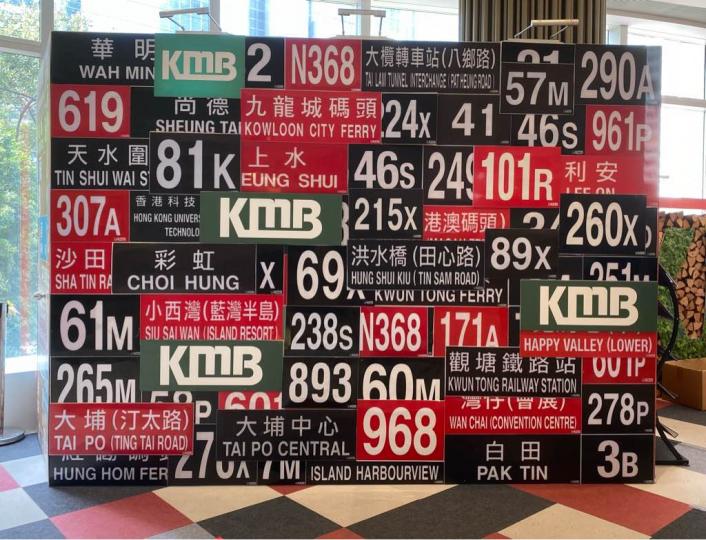 華明
WAH MIN
KMB
2
N368
大欖轉車站(八鄉路)
TAI LAM TUNNEL INTERCHANGE (PAT HEUNG ROAD)
57M
290A
619
尚德
SHEUNG TA
九龍城碼頭
KOWLOON CITY FERRY
24X
41
46S
961P
天水圍
TIN SHUI WAI S
81K
上水
EUNG SHUI
46S
249
101R
利安
307A
香港科技
HONG KONG UNIVERS
TECHNOLO
KMB
215X
港澳碼頭)
260X
沙田
SHA TIN RA
彩虹
CHOI HUNG
X
69
洪水橋(田心路)
HUNG SHUI KIU ( TIN SAM ROAD)
89X
KWUN TONG FERRY
251M
61M
小西灣(藍灣半島)
SIU SAI WAN (ISLAND RESORT)
238S
N368
171A
KMB
HAPPY VALLEY (LOWER)
265M
KMB
893
60M
觀塘鐵路站
KWUN TONG RAILWAY STATION
601P
大埔(汀太路)
TAI PO (TING TAI ROAD)
58P
601
大埔中心
TAI PO CENTRAL
968
灣仔(會展)
WAN CHAI (CONVENTION CENTRE)
278P
HUNG HOM FER
270X
7M
ISLAND HARBOURVIEW
白田
PAK TIN
3B